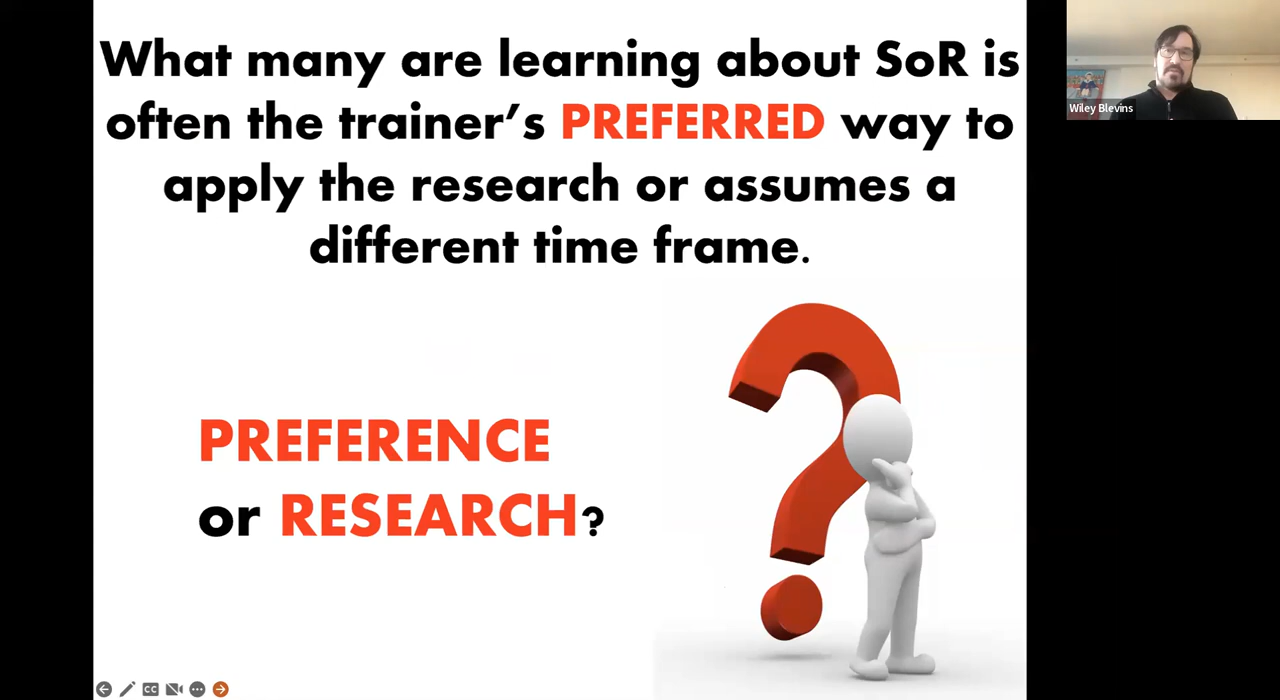 What many are learning about SoR is
often the trainer’s PREFERRED way to
apply the research or assumes a
different time frame.
PREFERENCE
or RESEARCH?
Wiley Blevins
CC